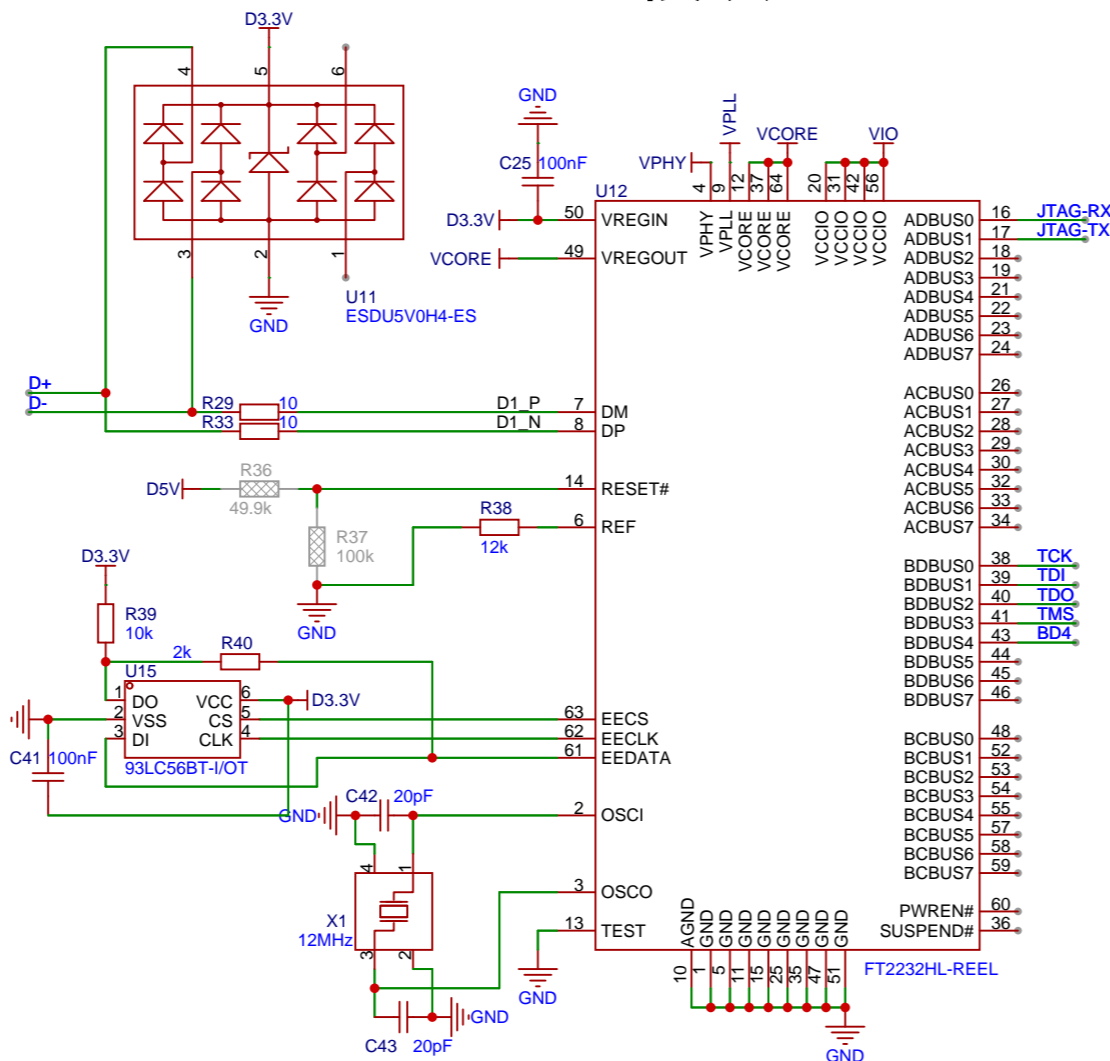 D3.3V
4
5
6
3
2
1
GND
U11
ESDU5V0H4-ES
GND
C25 100nF
D3.3V
VCORE
VPHY
VPLL
VCORE
VIO
4
9
12
37
64
20
31
42
56
U12
50 VREGIN
49 VREGOUT
VPHY
VPLL
VCORE
VCORE
VCORE
VCCIO
VCCIO
VCCIO
VCCIO
ADBUS0 16 JTAG-RX
ADBUS1 17 JTAG-TX
ADBUS2 18
ADBUS3 19
ADBUS4 21
ADBUS5 22
ADBUS6 23
ADBUS7 24
ACBUS0 26
ACBUS1 27
ACBUS2 28
ACBUS3 29
ACBUS4 30
ACBUS5 32
ACBUS6 33
ACBUS7 34
BDBUS0 38 TCK
BDBUS1 39 TDI
BDBUS2 40 TDO
BDBUS3 41 TMS
BDBUS4 43 BD4
BDBUS5 44
BDBUS6 45
BDBUS7 46
BCBUS0 48
BCBUS1 52
BCBUS2 53
BCBUS3 54
BCBUS4 55
BCBUS5 57
BCBUS6 58
BCBUS7 59
PWREN# 60
SUSPEND# 36
FT2232HL-REEL
D+
D-
R29 10 D1_P 7 DM
R33 10 D1_N 8 DP
D5V R36 49.9k 14 RESET#
R37
100k
R38 12k 6 REF
GND
D3.3V
R39
10k
2k R40
U15
1 DO VCC 6 D3.3V
2 VSS CS 5
3 DI CLK 4
93LC56BT-I/OT
C41 100nF
63 EECS
62 EECLK
61 EEDATA
GND C42 20pF 2 OSCI
4
1
X1
12MHz
3
2
3 OSCO
13 TEST
GND
C43 20pF GND
AGND
GND
GND
GND
GND
GND
GND
GND
GND
10
1
5
11
15
25
35
47
51
GND